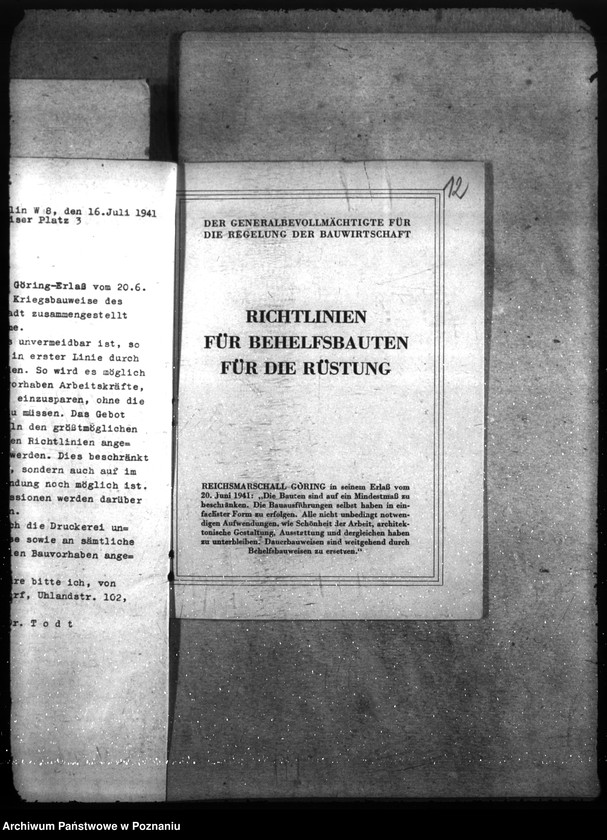 lin W 8, den 16.Juli 1941
iser Platz 3
Göring-Erlaß vom 20.6.
Kriegsbauweise des
adt zusammengestellt
e.
s unvermeidbar ist, so
in erster Linie durch
en. So wird es möglich
orhaben Arbeitskräfte,
einzusparen, ohne die
u müssen. Das Gebot
ln den größtmöglichen
en Richtlinien ange=
werden. Dies beschränkt
, sondern auch auf im
ndung noch möglich ist.
ssionen werden darüber
n.
ch die Druckerei un=
se sowie an sämtliche
len Bauvorhaben ange=
re bitte ich, von
rf, Uhlandstr. 102,
r. T o d t
12
DER GENERALBEVOLLMÄCHTIGTE FÜR
DIE REGELUNG DER BAUWIRTSCHAFT
RICHTLINIEN
FÜR BEHELFSBAUTEN
FÜR DIE RÜSTUNG
REICHSMARSCHALL GÖRING in seinem Erlaß vom
20. Juni 1941: „Die Bauten sind auf ein Mindestmaß zu
beschränken. Die Bauausführungen selbst haben in ein-
fachster Form zu erfolgen. Alle nicht unbedingt notwen-
digen Aufwendungen, wie Schönheit der Arbeit, architek-
tonische Gestaltung, Ausstattung und dergleichen haben
zu unterbleiben. Dauerbauweisen sind weitgehend durch
Behelfsbauweisen zu ersetzen.“
Archiwum Państwowe w Poznaniu